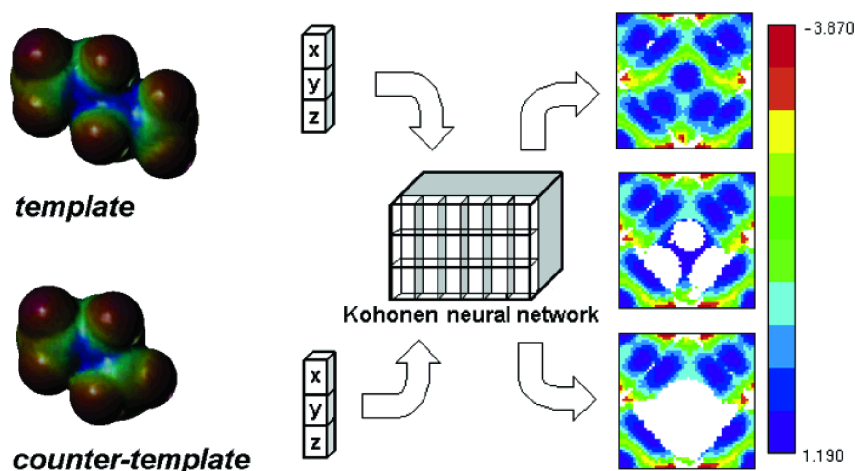 -3.870
x
y
z
template
Kohonen neural network
x
y
z
counter-template
1.190